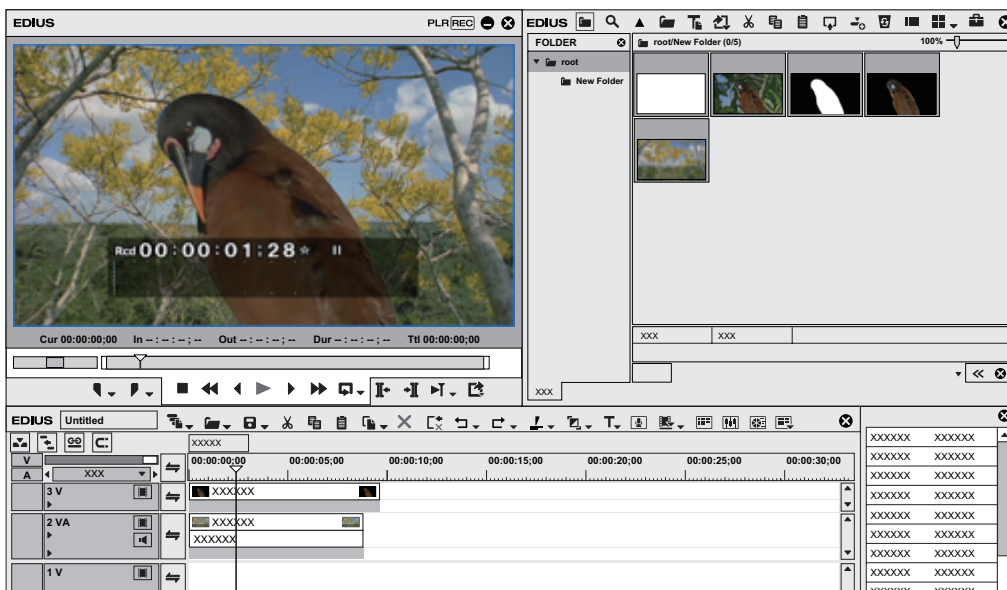 EDIUS PLR REC
Rcd 00:00:01;28
Cur 00:00:00;00 In --:--:--;-- Out --:--:--;-- Dur --:--:--;-- Ttl 00:00:00;00
EDIUS
FOLDER
root/New Folder (0/5) 100%
root
New Folder
XXX XXX
XXX
EDIUS Untitled
XXXXX
V
A XXX
00:00:00;00 00:00:05;00 00:00:10;00 00:00:15;00 00:00:20;00 00:00:25;00 00:00:30;00
3 V XXXXXX
2 VA XXXXXX
XXXXXX
1 V
XXXXXX XXXXXX
XXXXXX XXXXXX
XXXXXX XXXXXX
XXXXXX XXXXXX
XXXXXX XXXXXX
XXXXXX XXXXXX
XXXXXX XXXXXX
XXXXXX XXXXXX
XXXXXX XXXXXX